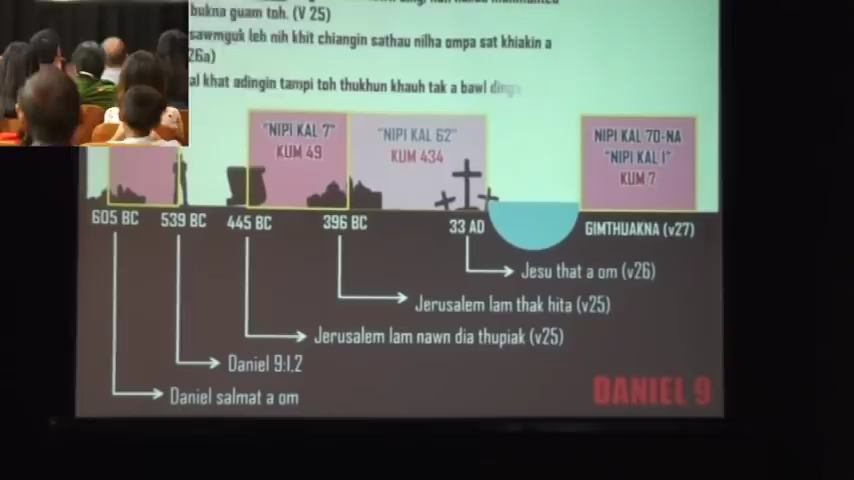 bukna guam toh. (V 25)
sawmguk leh nih khit chiangin sathau nilha ompa sat khiakin a
26a)
al khat adingin tampi toh thukhun khauh tak a bawl ding
"NIPI KAL 7"
KUM 49
"NIPI KAL 62"
KUM 434
NIPI KAL 70-NA
"NIPI KAL 1"
KUM 7
605 BC
539 BC
445 BC
396 BC
33 AD
GIMTHUAKNA (v27)
Jesu that a om (v26)
Jerusalem lam thak hita (v25)
Jerusalem lam nawn dia thupiak (v25)
Daniel 9:1,2
Daniel salmat a om
DANIEL 9